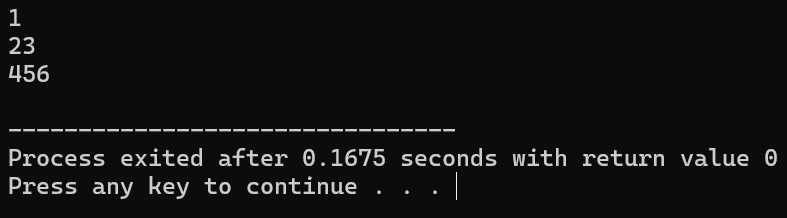 1
23
456
--------------------------------
Process exited after 0.1675 seconds with return value 0
Press any key to continue . . .